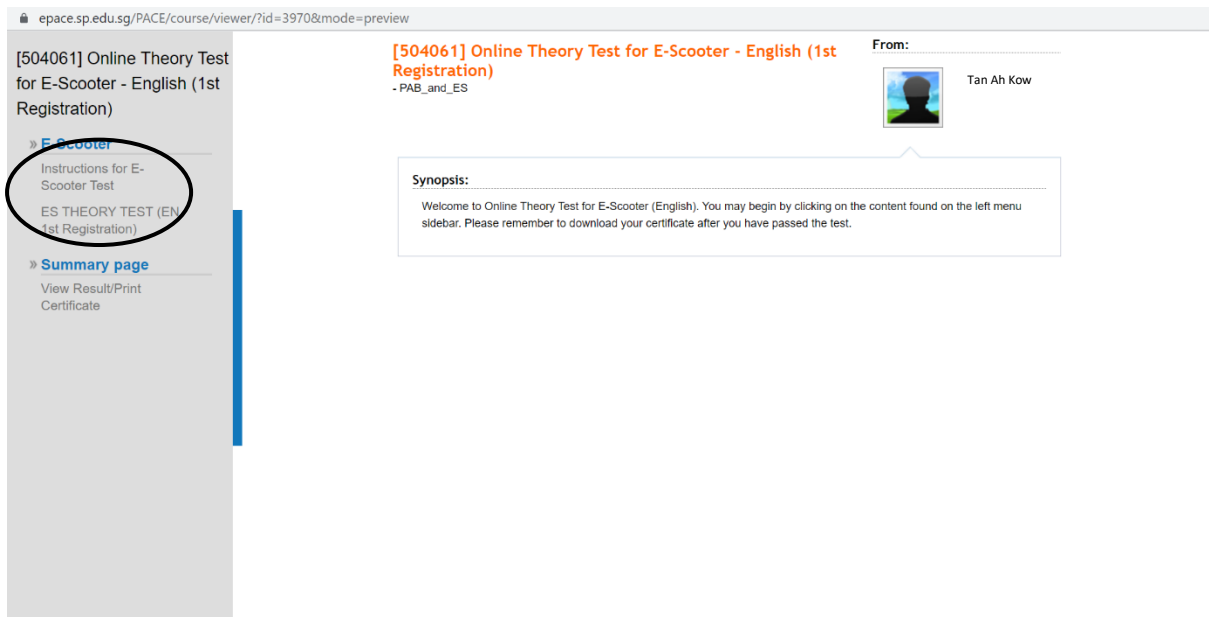 epace.sp.edu.sg/PACE/course/viewer/?id=3970&mode=preview
[504061] Online Theory Test
for E-Scooter - English (1st
Registration)
» E-Scooter
Instructions for E-
Scooter Test
ES THEORY TEST (EN
1st Registration)
» Summary page
View Result/Print
Certificate
[504061] Online Theory Test for E-Scooter - English (1st
Registration)
- PAB_and_ES
From:
Tan Ah Kow
Synopsis:
Welcome to Online Theory Test for E-Scooter (English). You may begin by clicking on the content found on the left menu
sidebar. Please remember to download your certificate after you have passed the test.